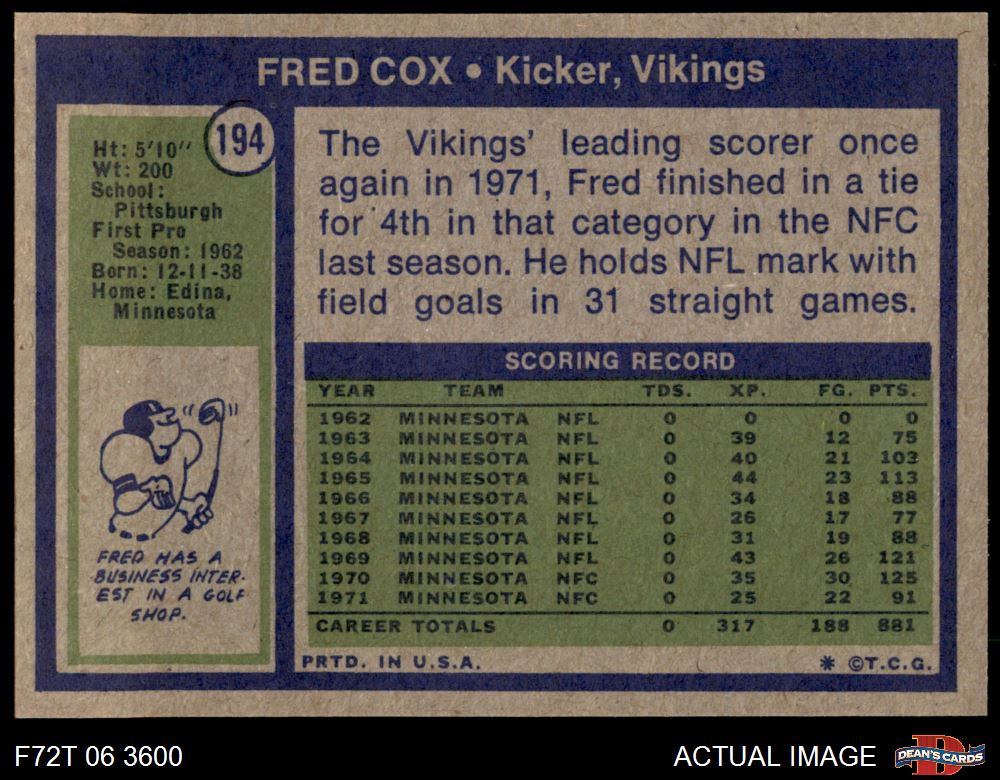 FRED COX • Kicker, Vikings
194
Ht: 5'10"
Wt: 200
School:
Pittsburgh
First Pro
Season: 1962
Born: 12-11-38
Home: Edina,
Minnesota
FRED HAS A
BUSINESS INTER-
EST IN A GOLF
SHOP.
The Vikings' leading scorer once
again in 1971, Fred finished in a tie
for 4th in that category in the NFC
last season. He holds NFL mark with
field goals in 31 straight games.
SCORING RECORD
YEAR TEAM TDS. XP. FG. PTS.
1962 MINNESOTA NFL 0 0 0 0
1963 MINNESOTA NFL 0 39 12 75
1964 MINNESOTA NFL 0 40 21 103
1965 MINNESOTA NFL 0 44 23 113
1966 MINNESOTA NFL 0 34 18 88
1967 MINNESOTA NFL 0 26 17 77
1968 MINNESOTA NFL 0 31 19 88
1969 MINNESOTA NFL 0 43 26 121
1970 MINNESOTA NFC 0 35 30 125
1971 MINNESOTA NFC 0 25 22 91
CAREER TOTALS 0 317 188 881
PRTD. IN U.S.A. * ©T.C.G.
F72T 06 3600 ACTUAL IMAGE
D
DEAN'S CARDS